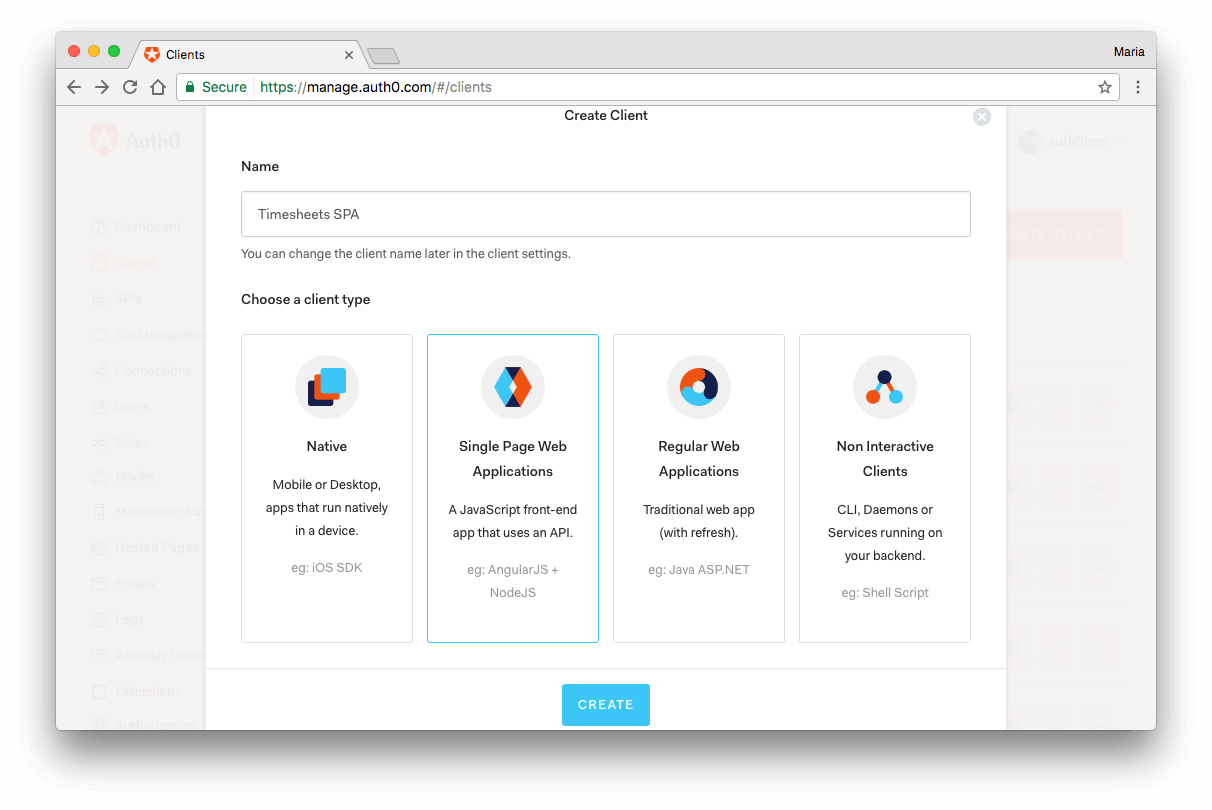 Clients
Maria
Secure
https://manage.auth0.com/#/clients
Create Client
Auth0
auth0pnp
Name
Timesheets SPA
You can change the client name later in the client settings.
Choose a client type
Native
Mobile or Desktop,
apps that run natively
in a device.
eg: iOS SDK
Single Page Web
Applications
A JavaScript front-end
app that uses an API.
eg: AngularJS +
NodeJS
Regular Web
Applications
Traditional web app
(with refresh).
eg: Java ASP.NET
Non Interactive
Clients
CLI, Daemons or
Services running on
your backend.
eg: Shell Script
CREATE
Dashboard
Clients
APIs
SSO Integration
Connections
Users
Rules
Hooks
Multifactor Aut
Hosted Pages
Emails
Logs
Anomaly Detec
Extensions
Authorization
EATE CLIENT